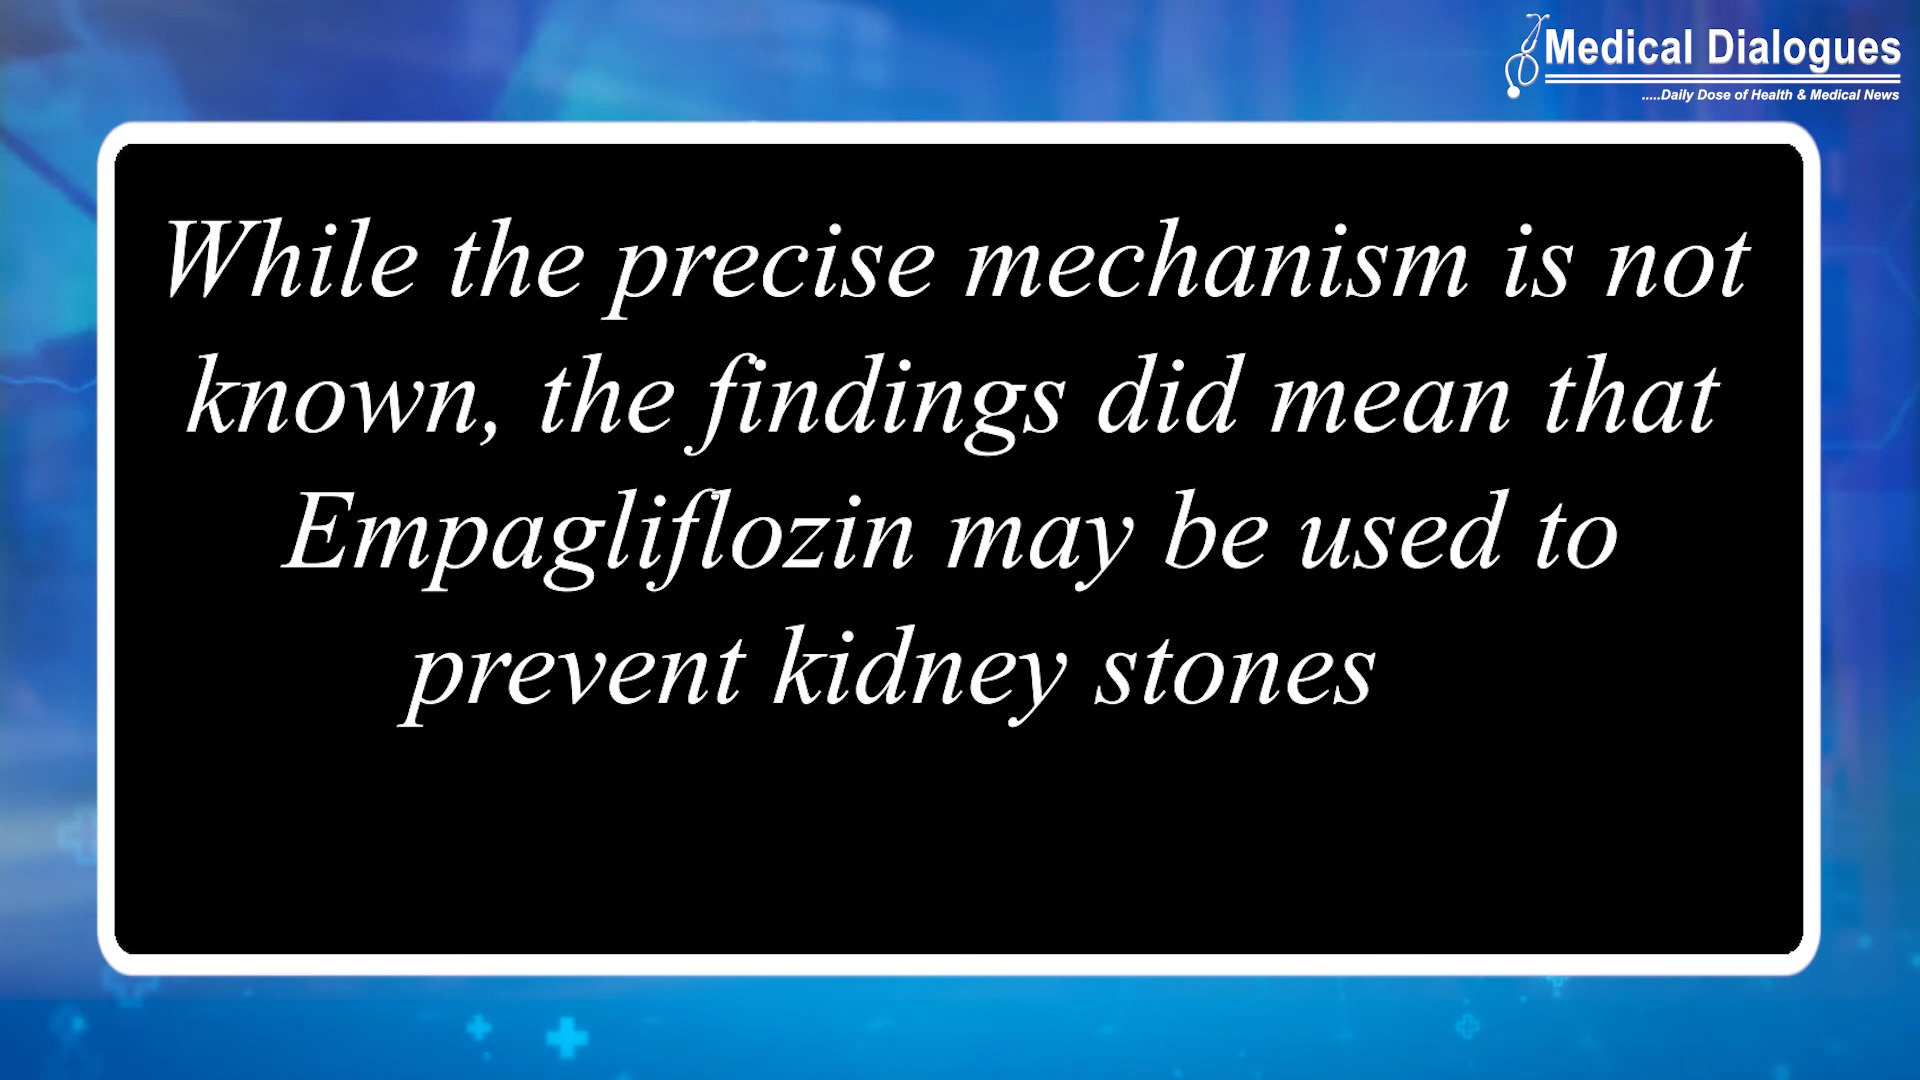 Medical Dialogues
.....Daily Dose of Health & Medical News
While the precise mechanism is not
known, the findings did mean that
Empagliflozin may be used to
prevent kidney stones